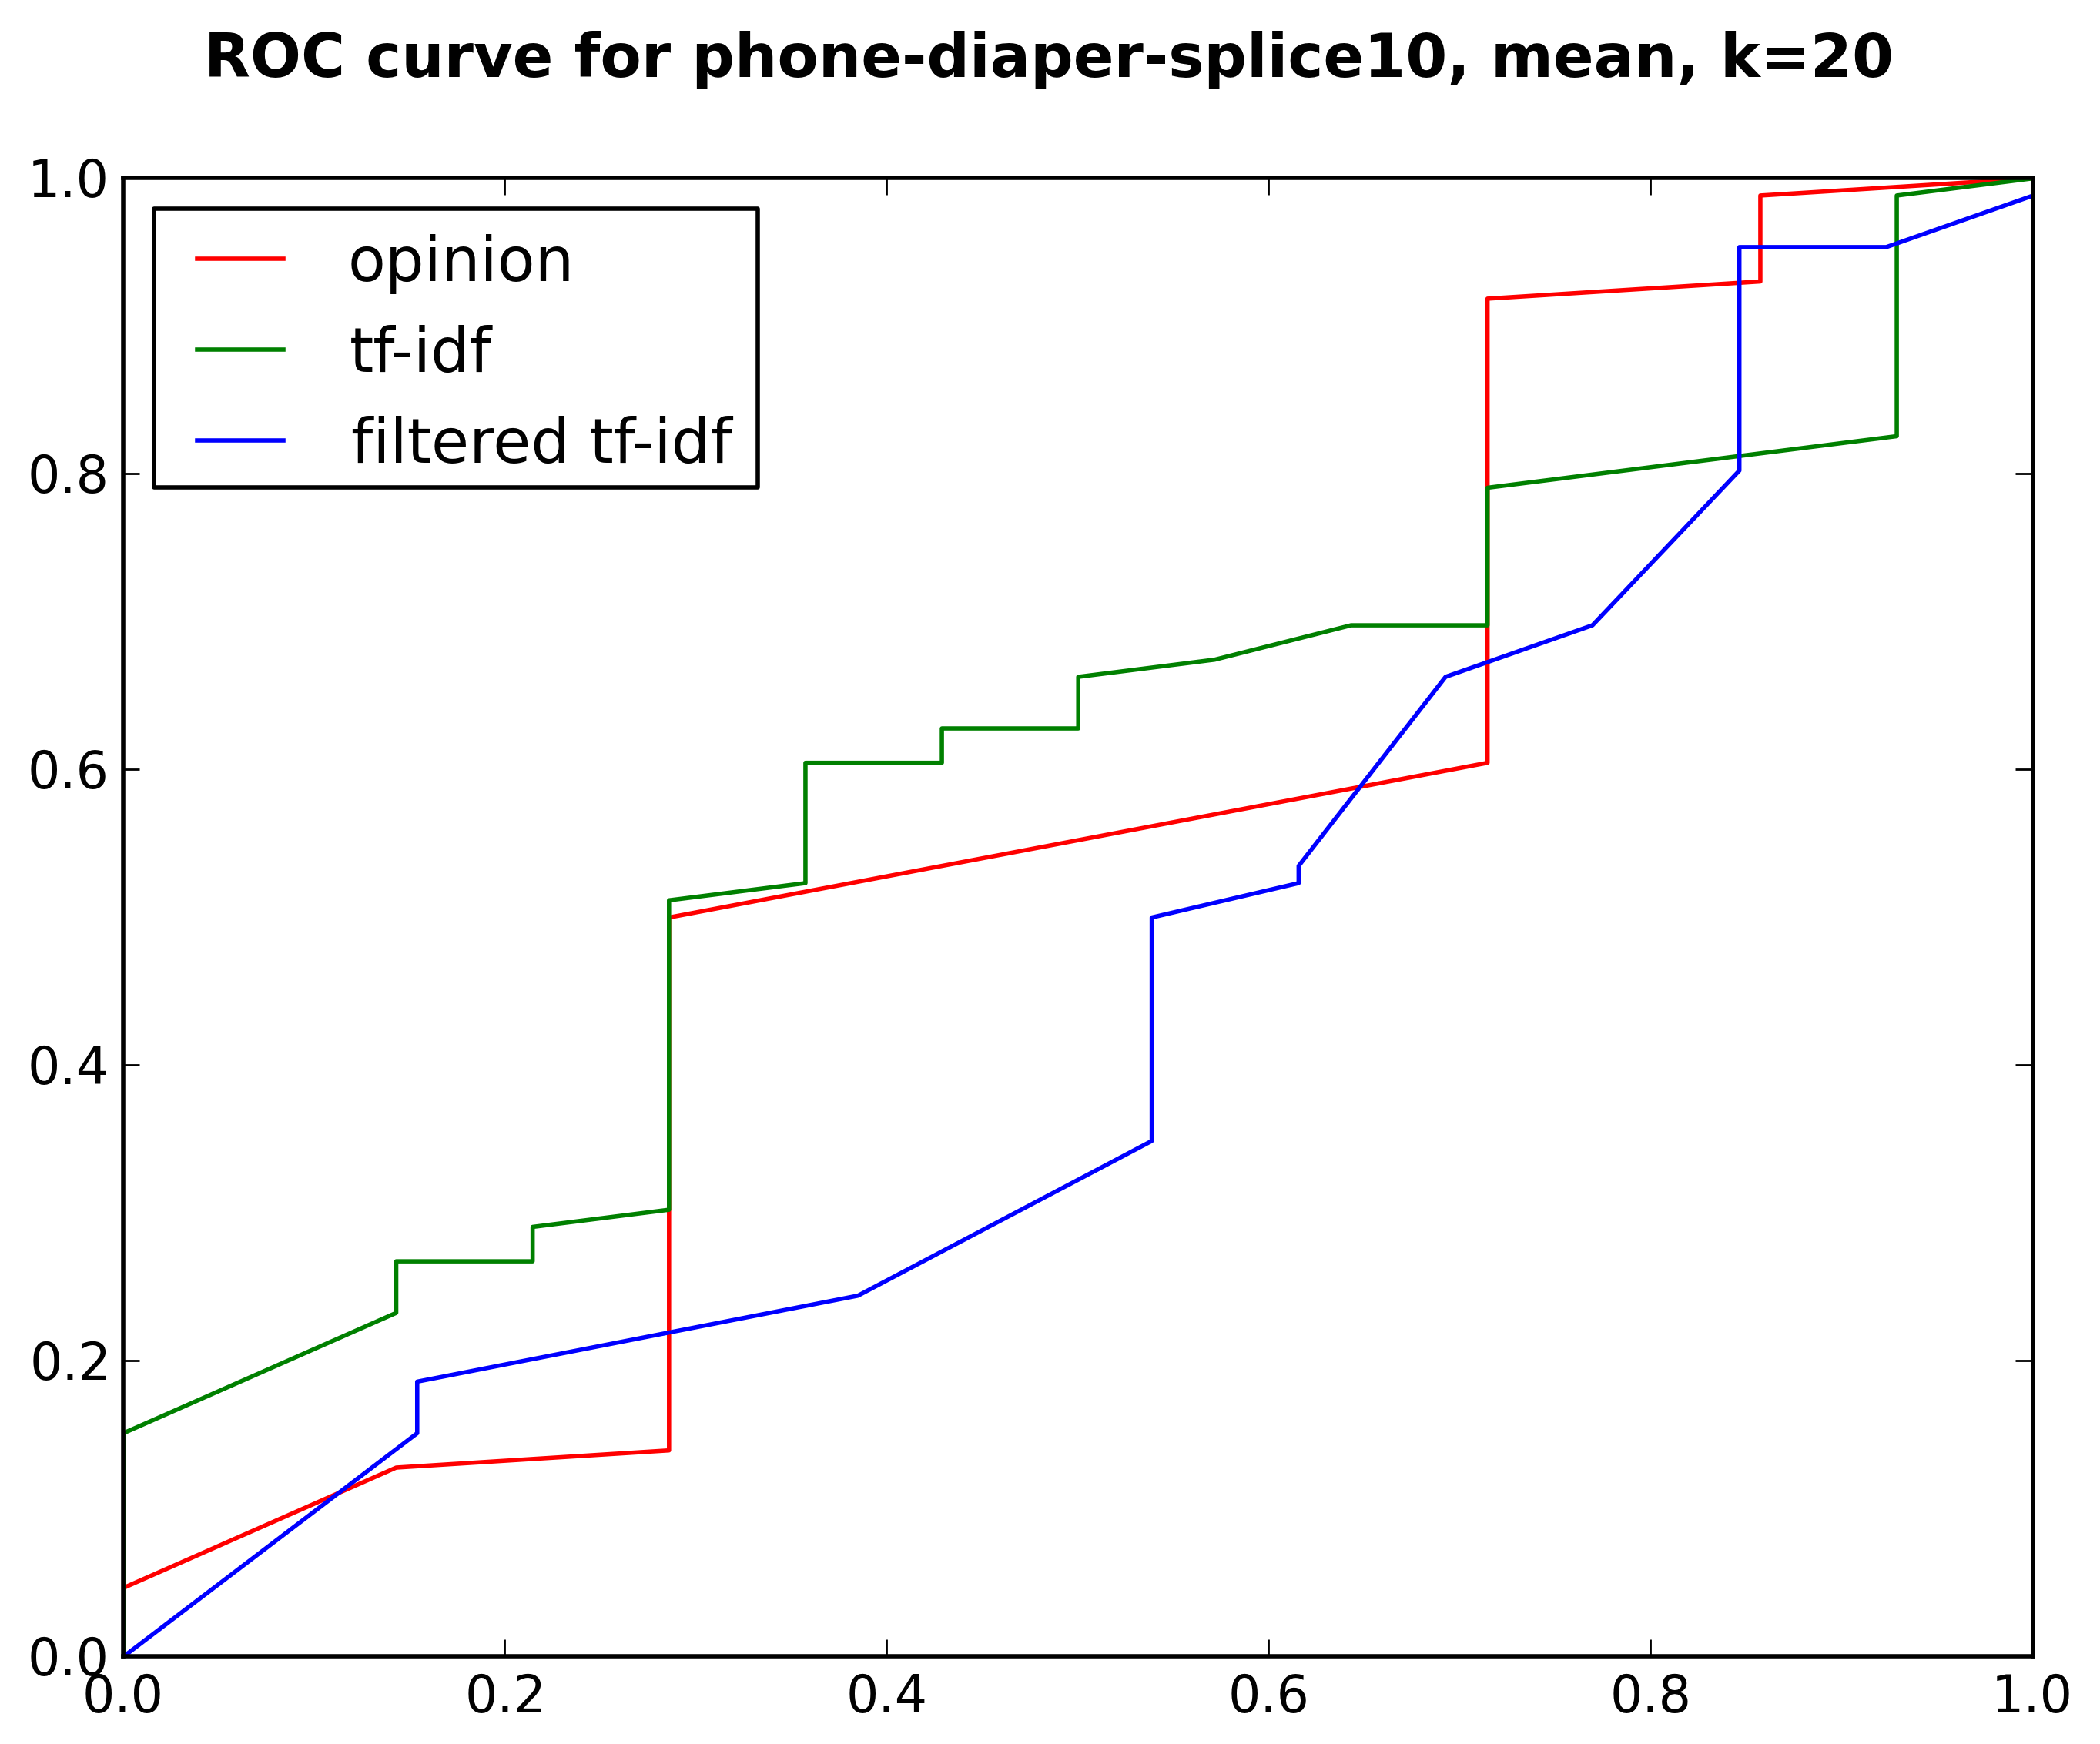 ROC curve for phone-diaper-splice10, mean, k=20
1.0
opinion
tf-idf
filtered tf-idf
0.8
0.6
0.4
0.2
0.0
0.0 0.2 0.4 0.6 0.8 1.0